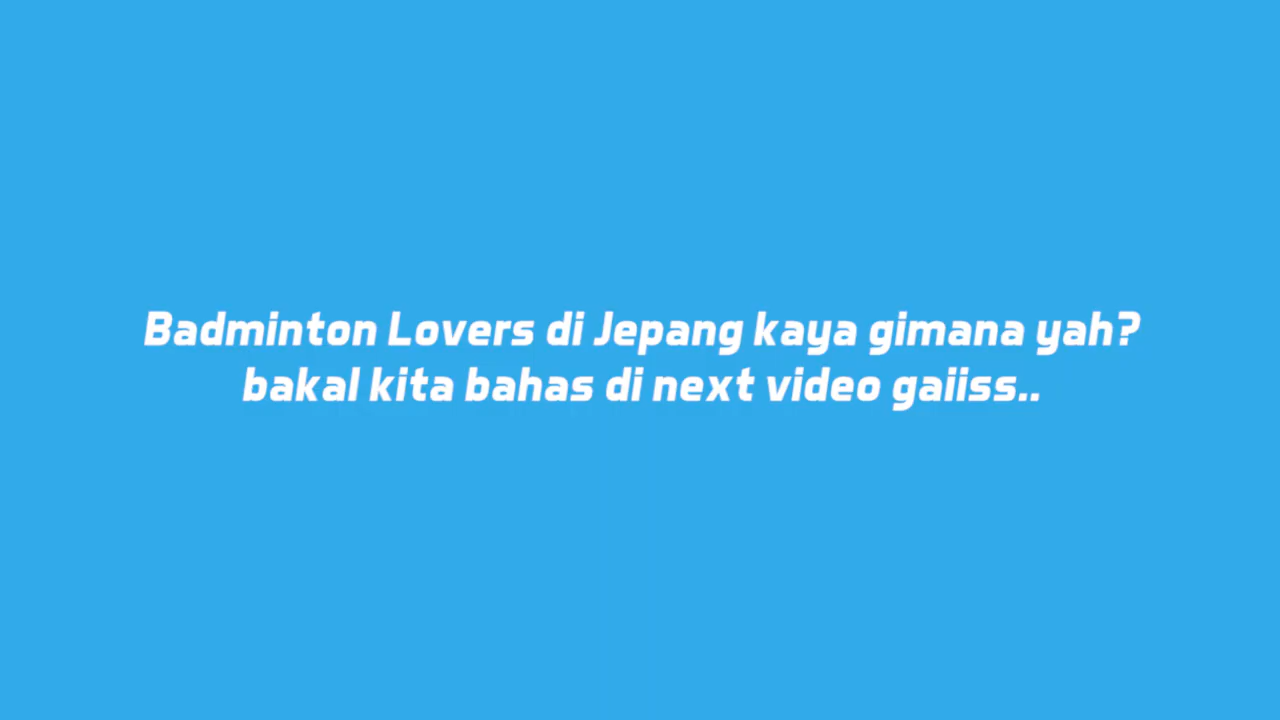 Badminton Lovers di Jepang kaya gimana yah?
bakal kita bahas di next video gaiiss..